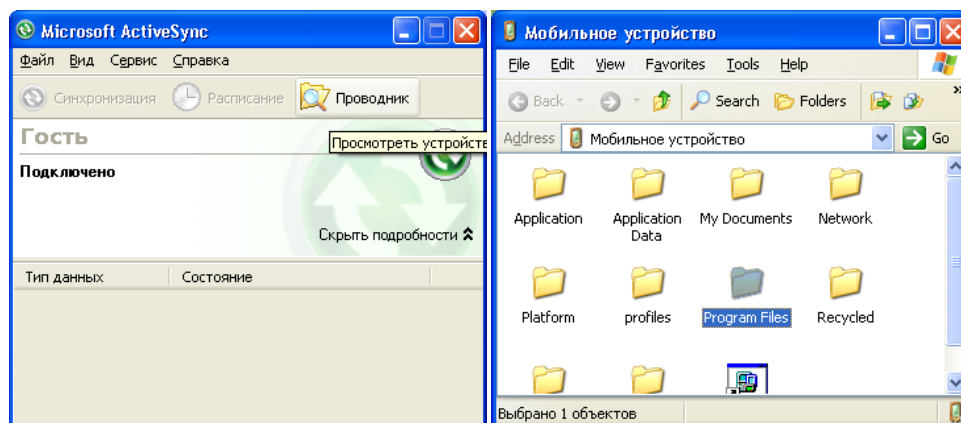 Microsoft ActiveSync
Файл Вид Сервис Справка
Синхронизация Расписание Проводник
Гость
Просмотреть устройств
Подключено
Скрыть подробности
Тип данных Состояние
Мобильное устройство
File Edit View Favorites Tools Help
Back Search Folders
Address Мобильное устройство Go
Application Application Data My Documents Network
Platform profiles Program Files Recycled
Выбрано 1 объектов